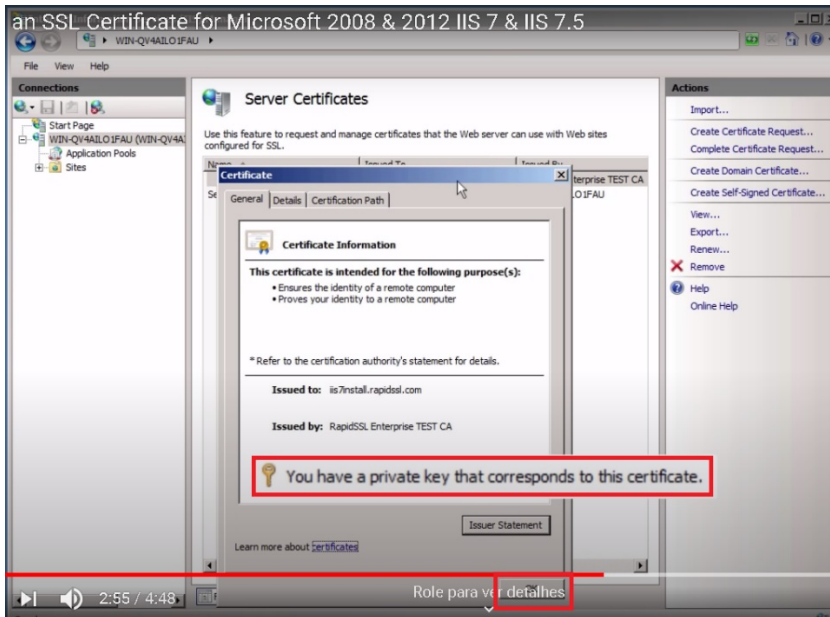 an SSL Certificate for Microsoft 2008 & 2012 IIS 7 & IIS 7.5
WIN-QV4AILO1FAU
File View Help
Connections
Start Page
WIN-QV4AILO1FAU (WIN-QV4A
Application Pools
Sites
Server Certificates
Use this feature to request and manage certificates that the Web server can use with Web sites
configured for SSL.
Name Issued To Issued By
terprise TEST CA
Se LO1FAU
Certificate
General Details Certification Path
Certificate Information
This certificate is intended for the following purpose(s):
• Ensures the identity of a remote computer
• Proves your identity to a remote computer
*Refer to the certification authority's statement for details.
Issued to: iis7install.rapidssl.com
Issued by: RapidSSL Enterprise TEST CA
You have a private key that corresponds to this certificate.
Issuer Statement
Learn more about certificates
Actions
Import...
Create Certificate Request...
Complete Certificate Request...
Create Domain Certificate...
Create Self-Signed Certificate...
View...
Export...
Renew...
Remove
Help
Online Help
2:55 / 4:48
Role para ver detalhes